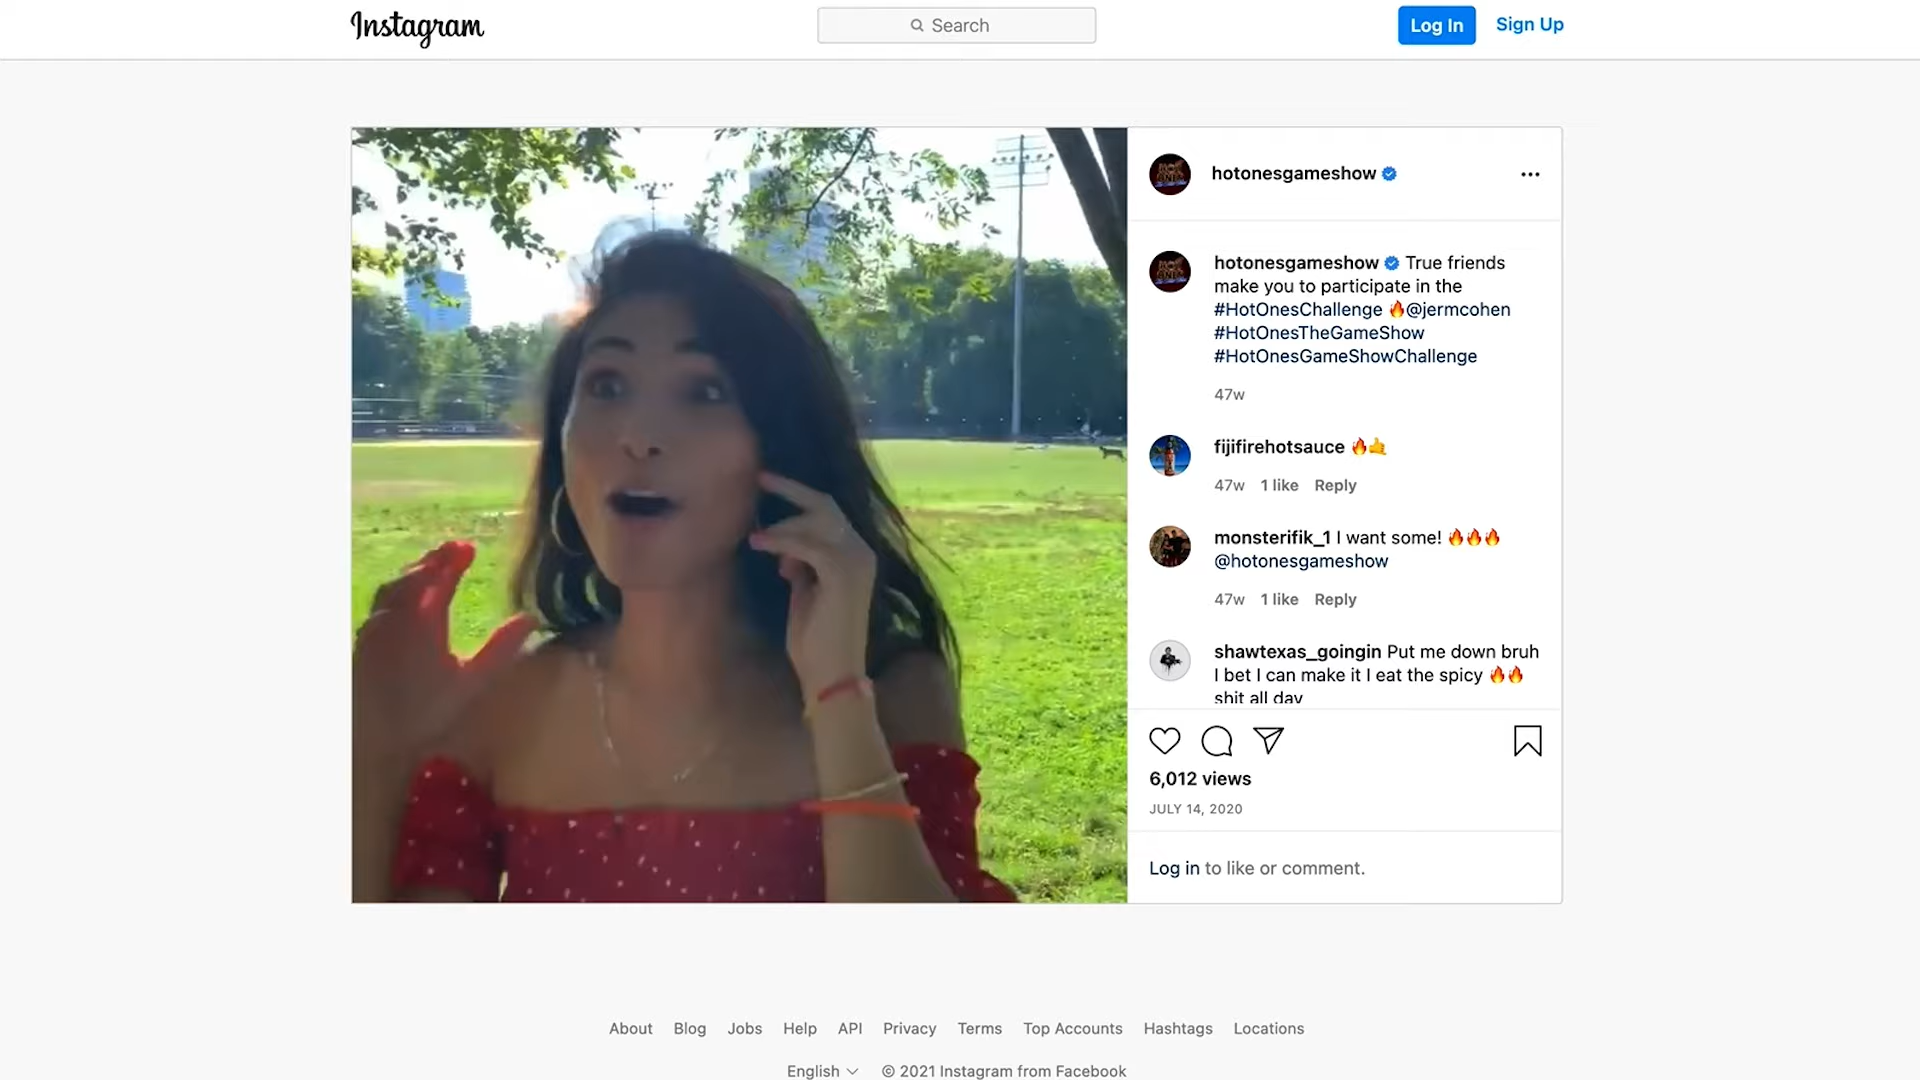 Instagram
Search
Log In
Sign Up
hotonesgameshow
hotonesgameshow True friends
make you to participate in the
#HotOnesChallenge 🔥@jermcohen
#HotOnesTheGameShow
#HotOnesGameShowChallenge
47w
fijifirehotsauce 🔥🤙
47w 1 like Reply
monsterifik_1 I want some! 🔥🔥🔥
@hotonesgameshow
47w 1 like Reply
shawtexas_goingin Put me down bruh
I bet I can make it I eat the spicy 🔥🔥
shit all day
6,012 views
JULY 14, 2020
Log in to like or comment.
About Blog Jobs Help API Privacy Terms Top Accounts Hashtags Locations
English © 2021 Instagram from Facebook